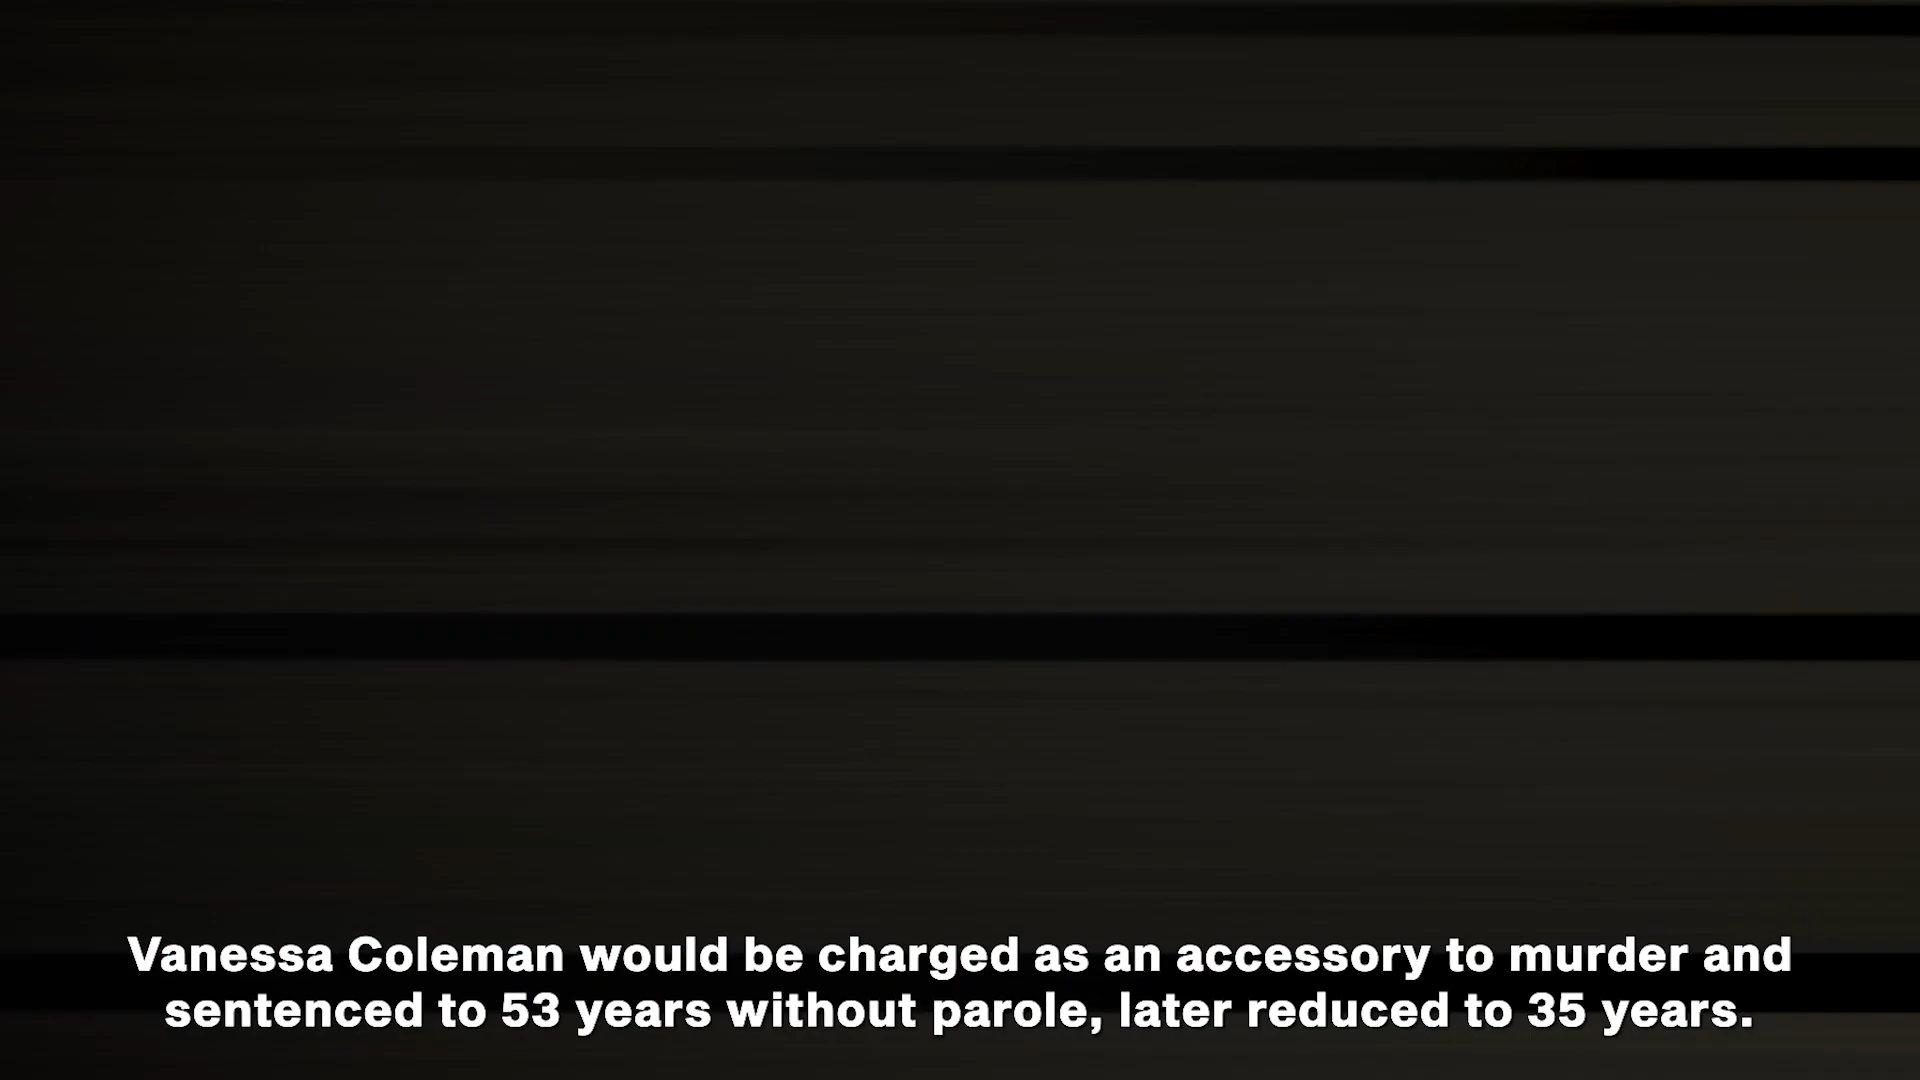 Vanessa Coleman would be charged as an accessory to murder and
sentenced to 53 years without parole, later reduced to 35 years.